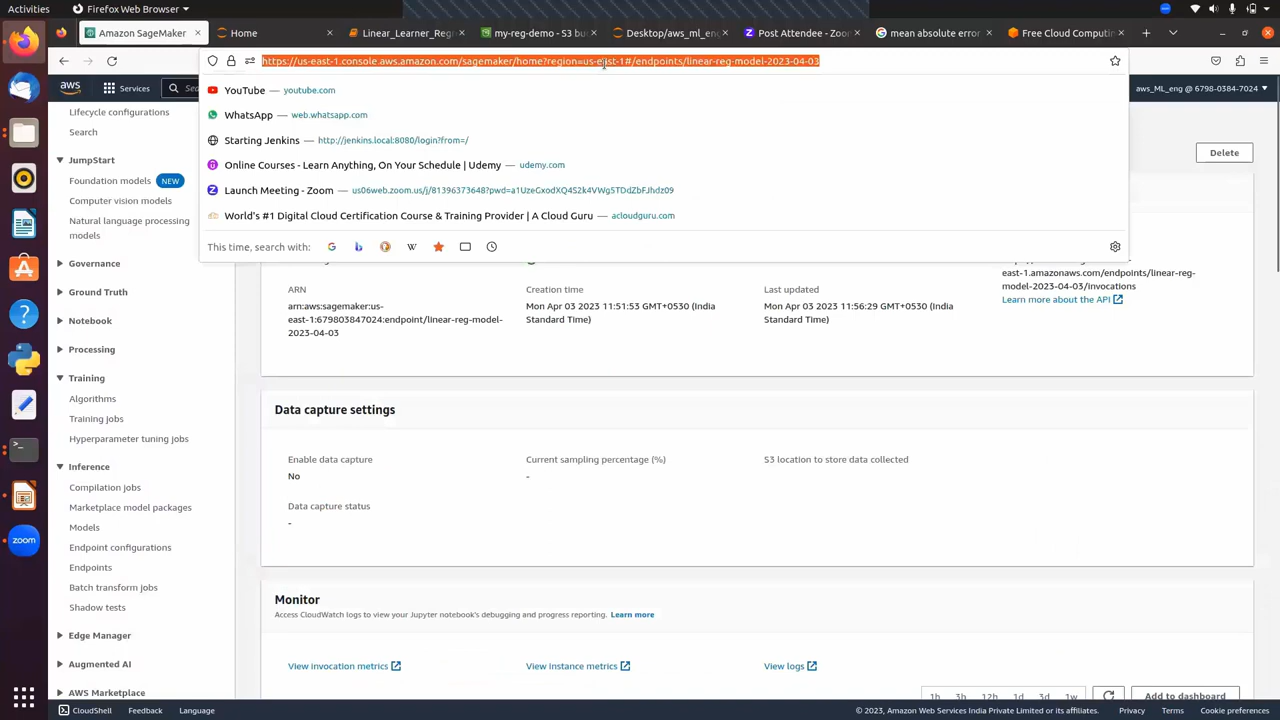 Activities
Firefox Web Browser
Amazon SageMaker
Home
Linear_Learner_Regr
my-reg-demo - S3 bu
Desktop/aws_ml_eng
Post Attendee - Zoom
mean absolute error
Free Cloud Computin
https://us-east-1.console.aws.amazon.com/sagemaker/home?region=us-east-1#/endpoints/linear-reg-model-2023-04-03
aws
Services
Sea
aws_ML_eng @ 6798-0384-7024
YouTube — youtube.com
WhatsApp — web.whatsapp.com
Starting Jenkins — http://jenkins.local:8080/login?from=/
Online Courses - Learn Anything, On Your Schedule | Udemy — udemy.com
Launch Meeting - Zoom — us06web.zoom.us/j/81396373648?pwd=a1UzeGxodXQ4S2k4VWg5TDdZbFJhdz09
World's #1 Digital Cloud Certification Course & Training Provider | A Cloud Guru — acloudguru.com
This time, search with:
Lifecycle configurations
Search
JumpStart
Foundation models NEW
Computer vision models
Natural language processing
models
Governance
Ground Truth
Notebook
Processing
Training
Algorithms
Training jobs
Hyperparameter tuning jobs
Inference
Compilation jobs
Marketplace model packages
Models
Endpoint configurations
Endpoints
Batch transform jobs
Shadow tests
Edge Manager
Augmented AI
AWS Marketplace
zoom
Delete
ARN
arn:aws:sagemaker:us-
east-1:679803847024:endpoint/linear-reg-model-
2023-04-03
Creation time
Mon Apr 03 2023 11:51:53 GMT+0530 (India
Standard Time)
Last updated
Mon Apr 03 2023 11:56:29 GMT+0530 (India
Standard Time)
east-1.amazonaws.com/endpoints/linear-reg-
model-2023-04-03/invocations
Learn more about the API
Data capture settings
Enable data capture
No
Current sampling percentage (%)
-
S3 location to store data collected
Data capture status
-
Monitor
Access CloudWatch logs to view your Jupyter notebook's debugging and progress reporting. Learn more
View invocation metrics
View instance metrics
View logs
1h 3h 12h 1d 3d 1w
Add to dashboard
CloudShell
Feedback
Language
© 2023, Amazon Web Services India Private Limited or its affiliates.
Privacy
Terms
Cookie preferences